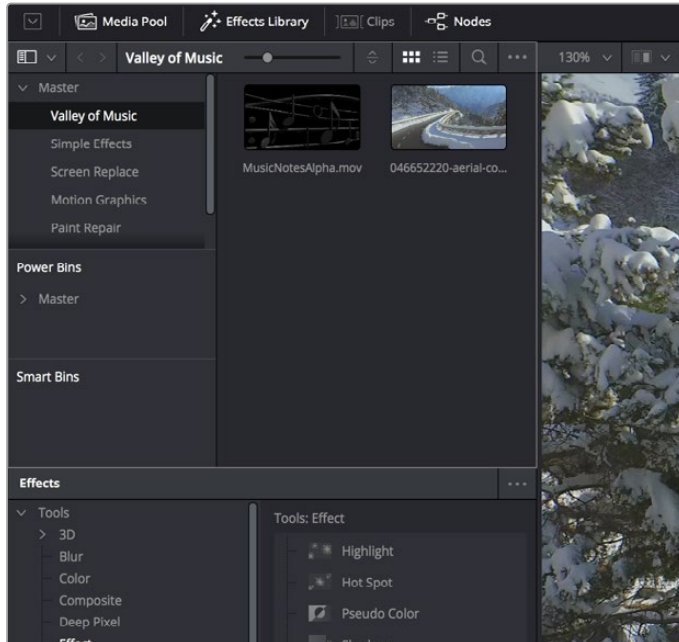 Media Pool Effects Library Clips Nodes
Valley of Music 130%
Master
Valley of Music
Simple Effects
Screen Replace
Motion Graphics
Paint Repair
MusicNotesAlpha.mov 046652220-aerial-co...
Power Bins
Master
Smart Bins
Effects
Tools
3D
Blur
Color
Composite
Deep Pixel
Effect
Tools: Effect
Highlight
Hot Spot
Pseudo Color